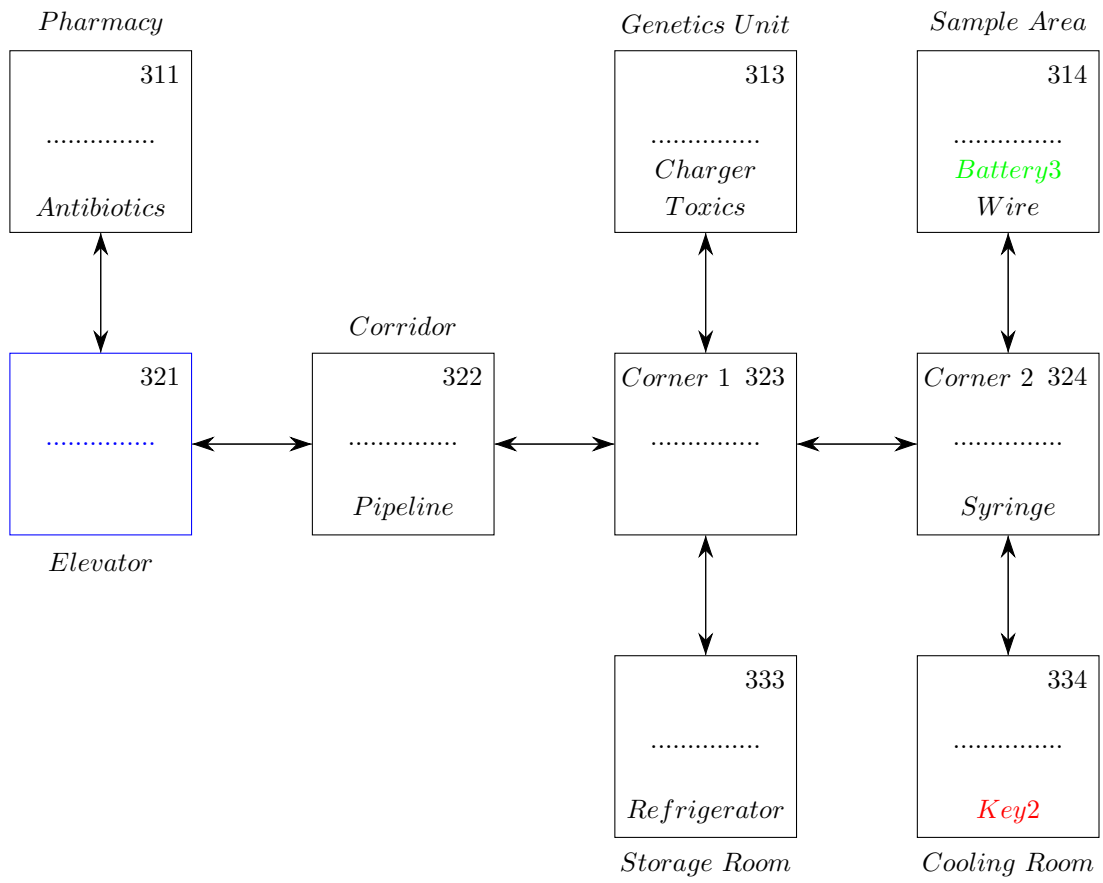 Pharmacy
Genetics Unit
Sample Area
311
...............
Antibiotics
313
...............
Charger
Toxics
314
...............
Battery3
Wire
Corridor
321
...............
Elevator
322
...............
Pipeline
Corner 1 323
...............
Corner 2 324
...............
Syringe
333
...............
Refrigerator
Storage Room
334
...............
Key2
Cooling Room